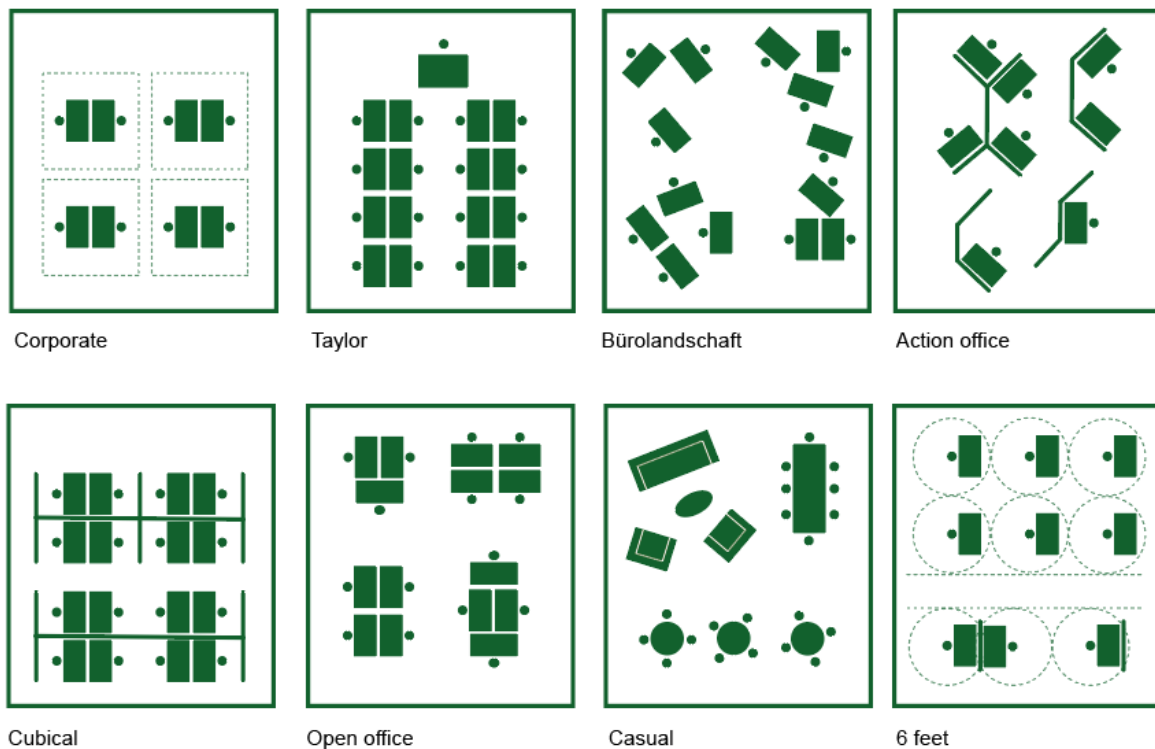 Corporate
Taylor
Bürolandschaft
Action office
Cubical
Open office
Casual
6 feet